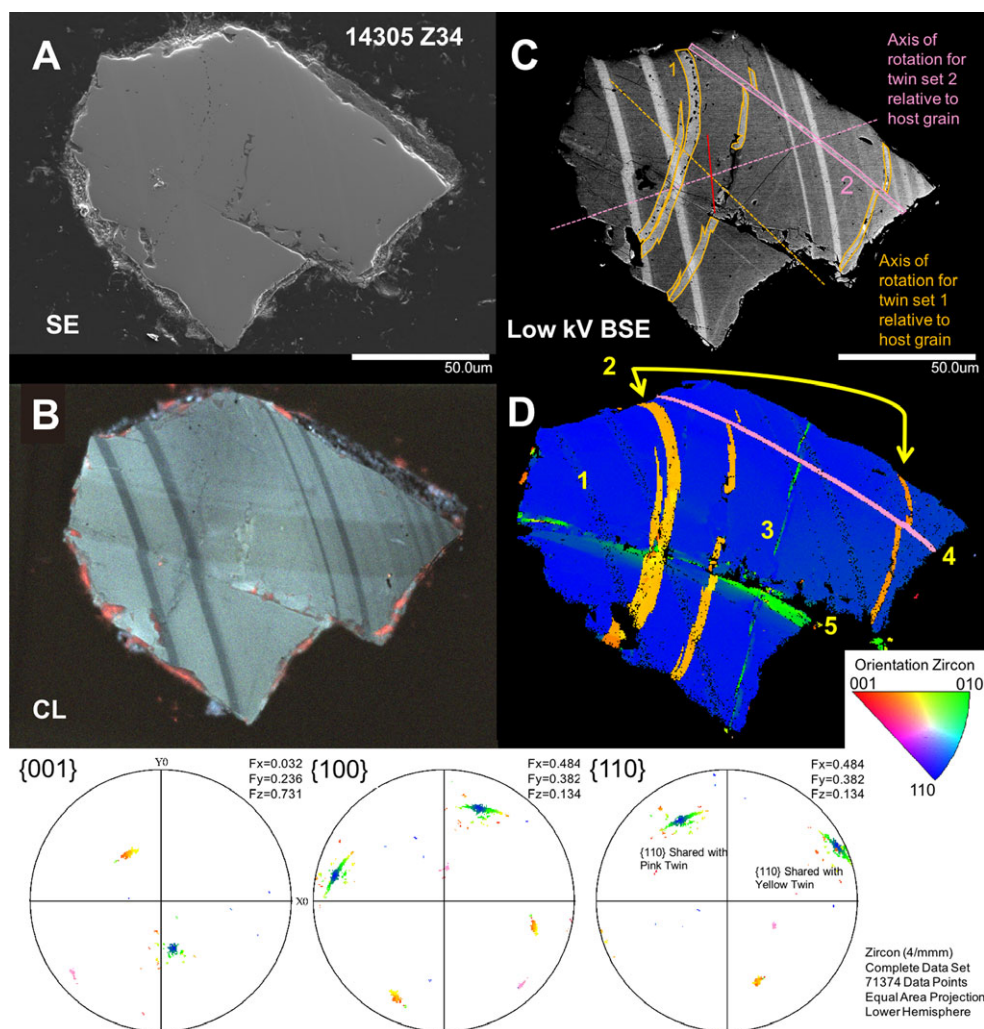 A
14305 Z34
SE
50.0um
C
1
2
Axis of
rotation for
twin set 2
relative to
host grain
Axis of
rotation for
twin set 1
relative to
host grain
Low kV BSE
50.0um
B
CL
D
2
1
3
4
5
Orientation Zircon
001
010
110
{001}
Y0
X0
Fx=0.032
Fy=0.236
Fz=0.731
{100}
Fx=0.484
Fy=0.382
Fz=0.134
{110}
Fx=0.484
Fy=0.382
Fz=0.134
{110} Shared with
Pink Twin
{110} Shared with
Yellow Twin
Zircon (4/mmm)
Complete Data Set
71374 Data Points
Equal Area Projection
Lower Hemisphere